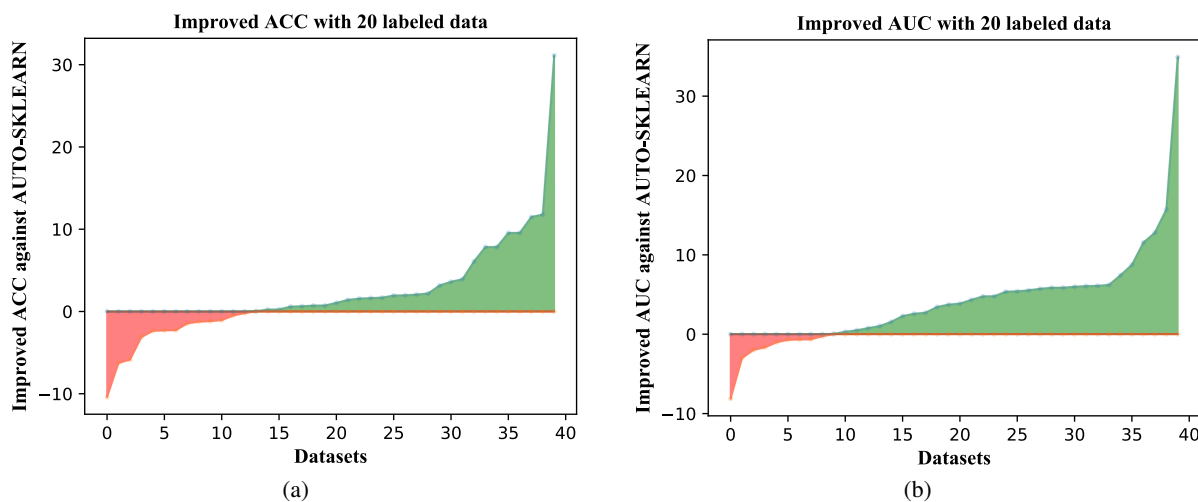 Improved ACC with 20 labeled data
Improved ACC against AUTO-SKLEARN
30
20
10
0
−10
0 5 10 15 20 25 30 35 40
Datasets
(a)
Improved AUC with 20 labeled data
Improved AUC against AUTO-SKLEARN
30
20
10
0
−10
0 5 10 15 20 25 30 35 40
Datasets
(b)